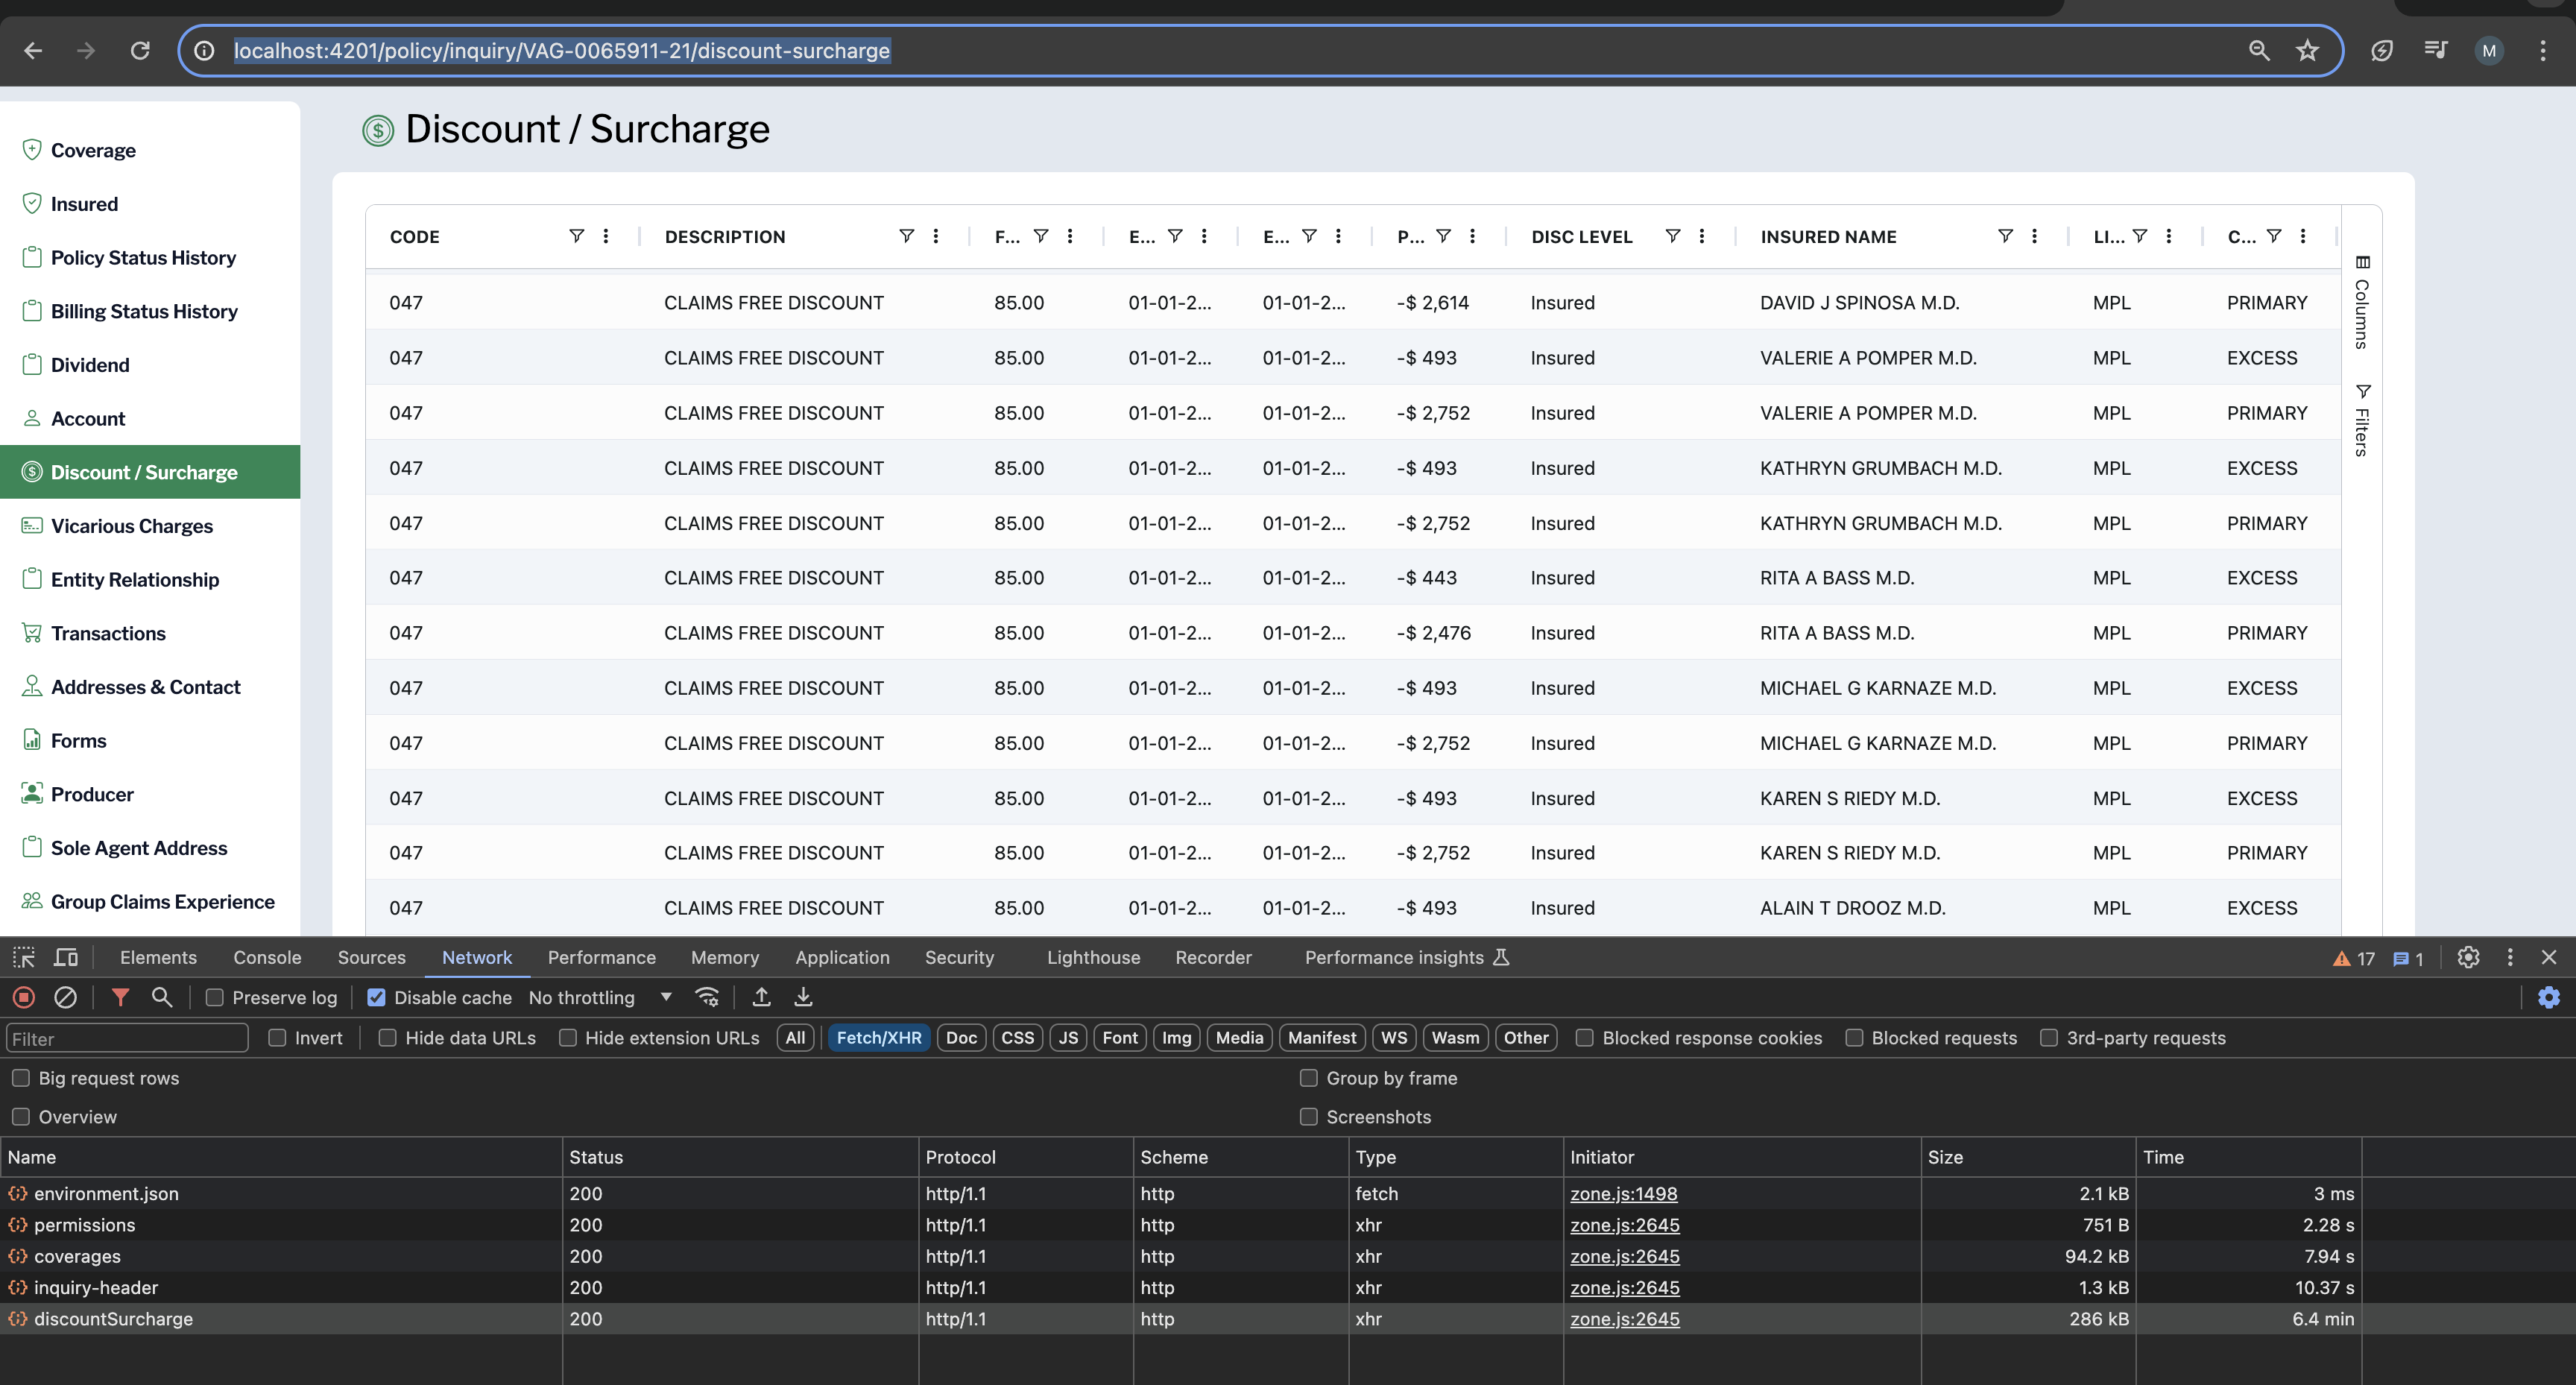 localhost:4201/policy/inquiry/VAG-0065911-21/discount-surcharge
M
Coverage
Insured
Policy Status History
Billing Status History
Dividend
Account
Discount / Surcharge
Vicarious Charges
Entity Relationship
Transactions
Addresses & Contact
Forms
Producer
Sole Agent Address
Group Claims Experience
Discount / Surcharge
CODE DESCRIPTION F... E... E... P... DISC LEVEL INSURED NAME LI... C...
047 CLAIMS FREE DISCOUNT 85.00 01-01-2... 01-01-2... -$ 2,614 Insured DAVID J SPINOSA M.D. MPL PRIMARY
047 CLAIMS FREE DISCOUNT 85.00 01-01-2... 01-01-2... -$ 493 Insured VALERIE A POMPER M.D. MPL EXCESS
047 CLAIMS FREE DISCOUNT 85.00 01-01-2... 01-01-2... -$ 2,752 Insured VALERIE A POMPER M.D. MPL PRIMARY
047 CLAIMS FREE DISCOUNT 85.00 01-01-2... 01-01-2... -$ 493 Insured KATHRYN GRUMBACH M.D. MPL EXCESS
047 CLAIMS FREE DISCOUNT 85.00 01-01-2... 01-01-2... -$ 2,752 Insured KATHRYN GRUMBACH M.D. MPL PRIMARY
047 CLAIMS FREE DISCOUNT 85.00 01-01-2... 01-01-2... -$ 443 Insured RITA A BASS M.D. MPL EXCESS
047 CLAIMS FREE DISCOUNT 85.00 01-01-2... 01-01-2... -$ 2,476 Insured RITA A BASS M.D. MPL PRIMARY
047 CLAIMS FREE DISCOUNT 85.00 01-01-2... 01-01-2... -$ 493 Insured MICHAEL G KARNAZE M.D. MPL EXCESS
047 CLAIMS FREE DISCOUNT 85.00 01-01-2... 01-01-2... -$ 2,752 Insured MICHAEL G KARNAZE M.D. MPL PRIMARY
047 CLAIMS FREE DISCOUNT 85.00 01-01-2... 01-01-2... -$ 493 Insured KAREN S RIEDY M.D. MPL EXCESS
047 CLAIMS FREE DISCOUNT 85.00 01-01-2... 01-01-2... -$ 2,752 Insured KAREN S RIEDY M.D. MPL PRIMARY
047 CLAIMS FREE DISCOUNT 85.00 01-01-2... 01-01-2... -$ 493 Insured ALAIN T DROOZ M.D. MPL EXCESS
Columns
Filters
Elements Console Sources Network Performance Memory Application Security Lighthouse Recorder Performance insights 17 1
Preserve log Disable cache No throttling
Filter Invert Hide data URLs Hide extension URLs All Fetch/XHR Doc CSS JS Font Img Media Manifest WS Wasm Other Blocked response cookies Blocked requests 3rd-party requests
Big request rows Group by frame
Overview Screenshots
Name Status Protocol Scheme Type Initiator Size Time
environment.json 200 http/1.1 http fetch zone.js:1498 2.1 kB 3 ms
permissions 200 http/1.1 http xhr zone.js:2645 751 B 2.28 s
coverages 200 http/1.1 http xhr zone.js:2645 94.2 kB 7.94 s
inquiry-header 200 http/1.1 http xhr zone.js:2645 1.3 kB 10.37 s
discountSurcharge 200 http/1.1 http xhr zone.js:2645 286 kB 6.4 min